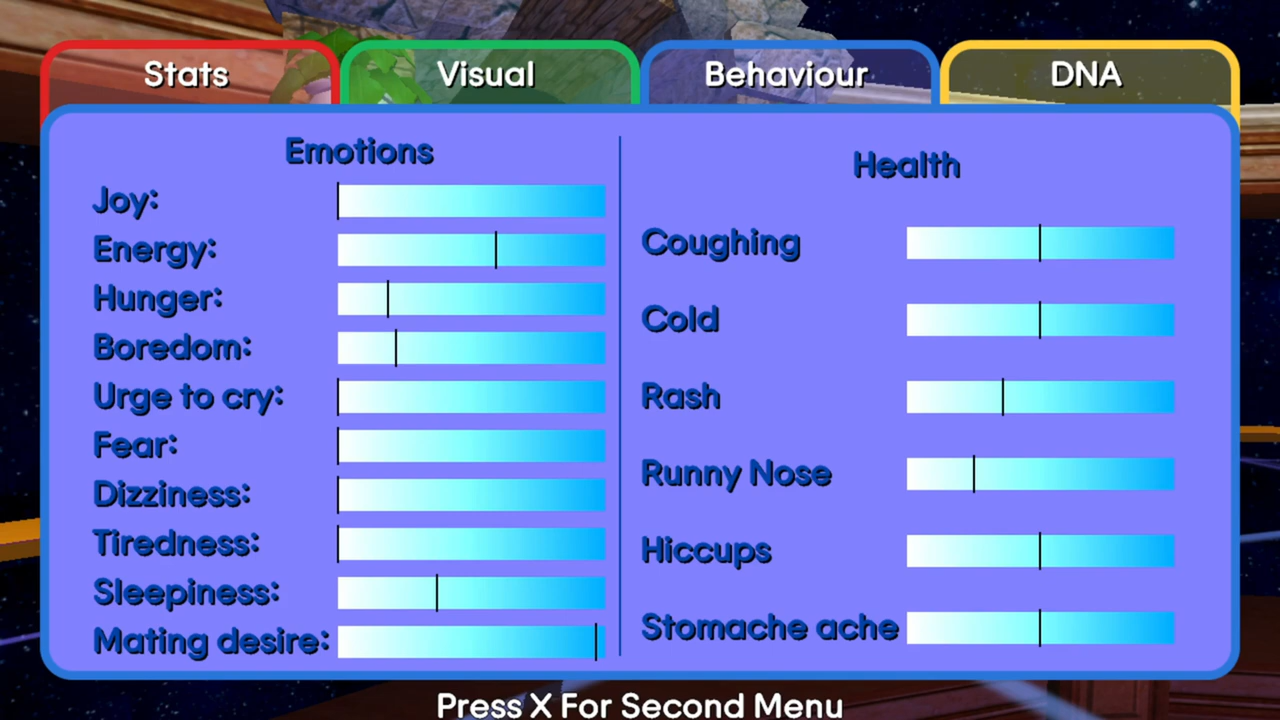 Stats
Visual
Behaviour
DNA
Emotions
Joy:
Energy:
Hunger:
Boredom:
Urge to cry:
Fear:
Dizziness:
Tiredness:
Sleepiness:
Mating desire:
Health
Coughing
Cold
Rash
Runny Nose
Hiccups
Stomache ache
Press X For Second Menu